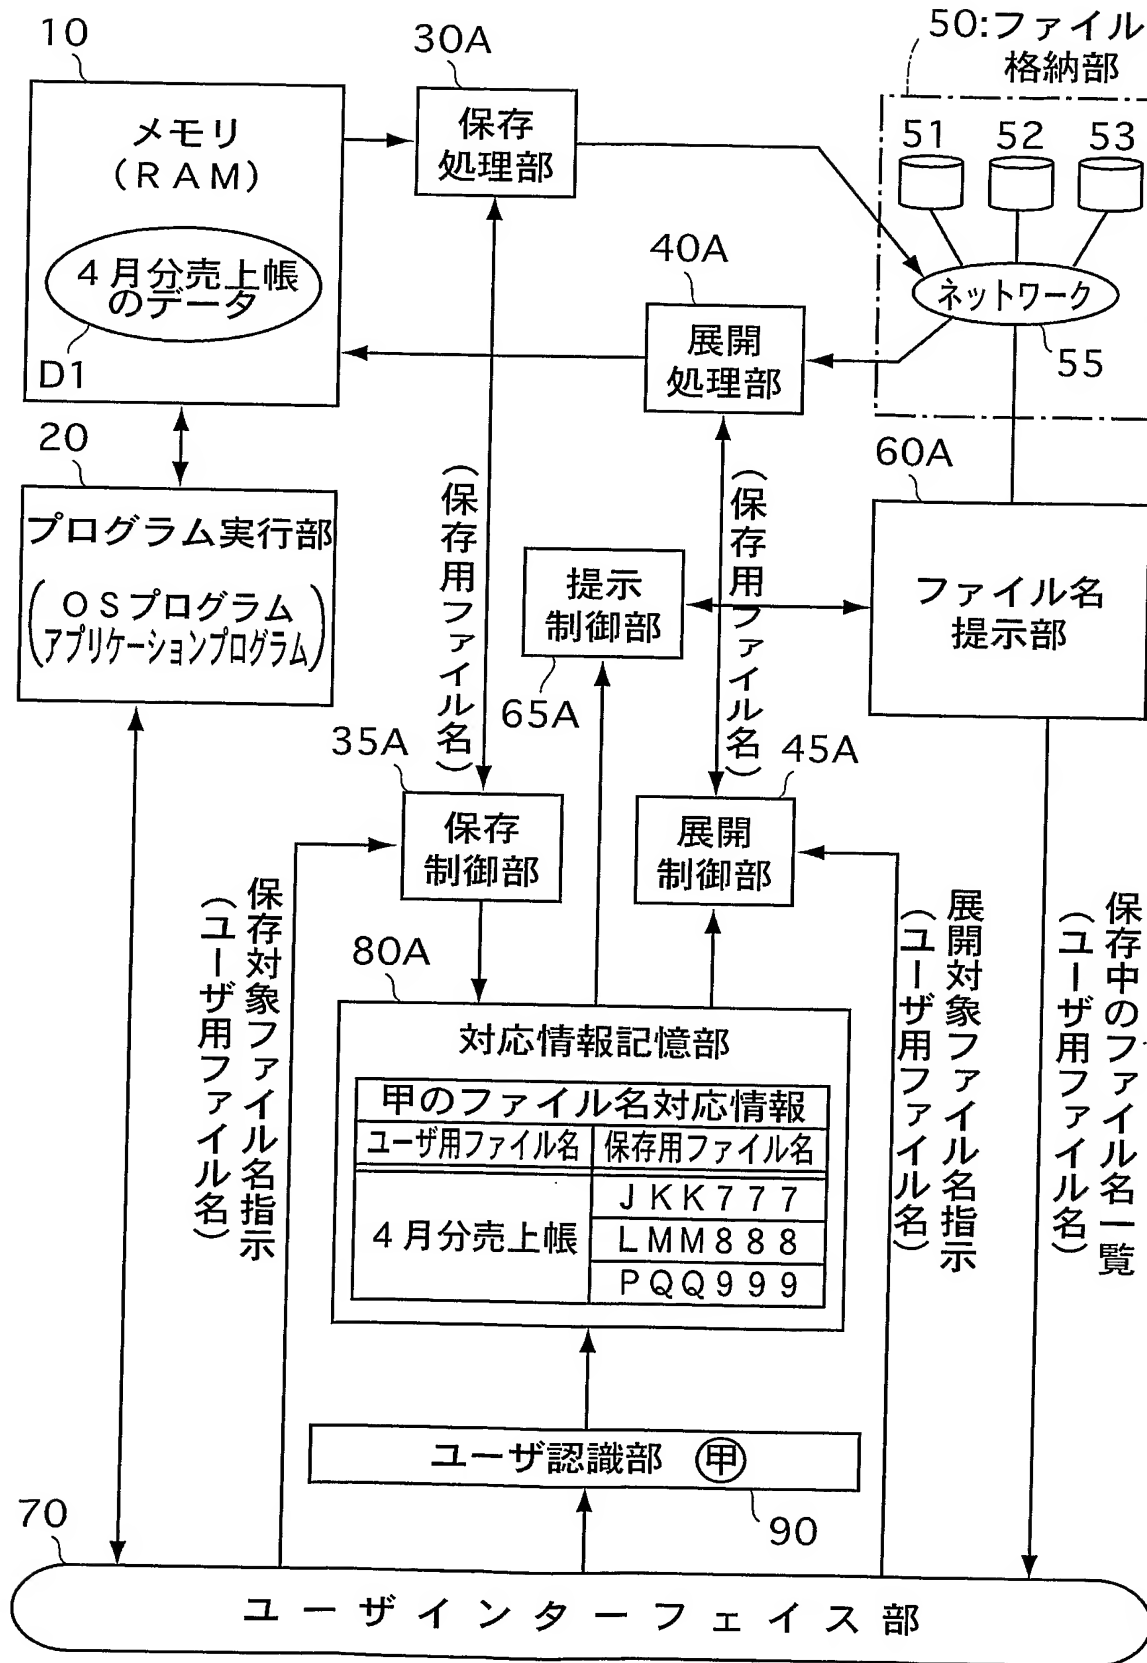 10
メモリ
(RAM)
4月分売上帳
のデータ
D1
30A
保存
処理部
50:ファイル
格納部
51
52
53
ネットワーク
55
40A
展開
処理部
20
プログラム実行部
(OSプログラム
アプリケーションプログラム)
(保存用ファイル名)
(保存用ファイル名)
提示
制御部
65A
60A
ファイル名
提示部
35A
保存
制御部
45A
展開
制御部
保存対象ファイル名指示
(ユーザ用ファイル名)
展開対象ファイル名指示
(ユーザ用ファイル名)
保存中のファイル名一覧
(ユーザ用ファイル名)
80A
対応情報記憶部
甲のファイル名対応情報
ユーザ用ファイル名
保存用ファイル名
4月分売上帳
JKK777
LMM888
PQQ999
ユーザ認識部 甲
90
70
ユーザインターフェイス部